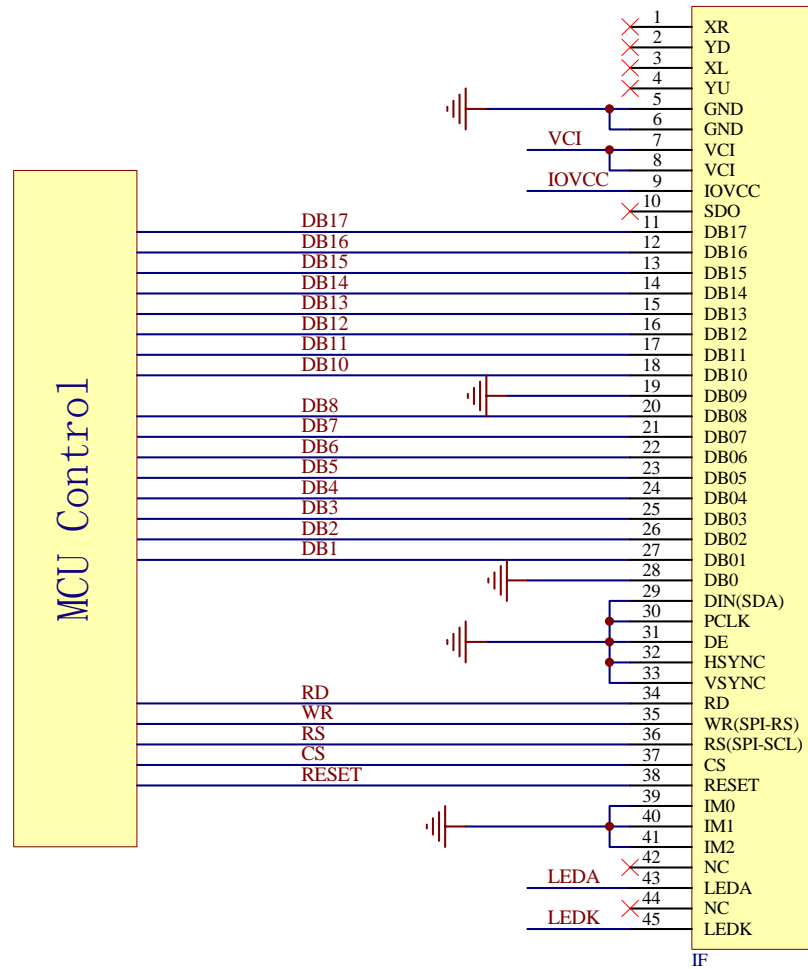 1 XR
2 YD
3 XL
4 YU
5 GND
6 GND
VCI 7 VCI
8 VCI
IOVCC 9 IOVCC
10 SDO
DB17 11 DB17
DB16 12 DB16
DB15 13 DB15
DB14 14 DB14
DB13 15 DB13
DB12 16 DB12
DB11 17 DB11
DB10 18 DB10
19 DB09
DB8 20 DB08
DB7 21 DB07
DB6 22 DB06
DB5 23 DB05
DB4 24 DB04
DB3 25 DB03
DB2 26 DB02
DB1 27 DB01
28 DB0
29 DIN(SDA)
30 PCLK
31 DE
32 HSYNC
33 VSYNC
RD 34 RD
WR 35 WR(SPI-RS)
RS 36 RS(SPI-SCL)
CS 37 CS
RESET 38 RESET
39 IM0
40 IM1
41 IM2
42 NC
LEDA 43 LEDA
44 NC
LEDK 45 LEDK
IF
MCU Control